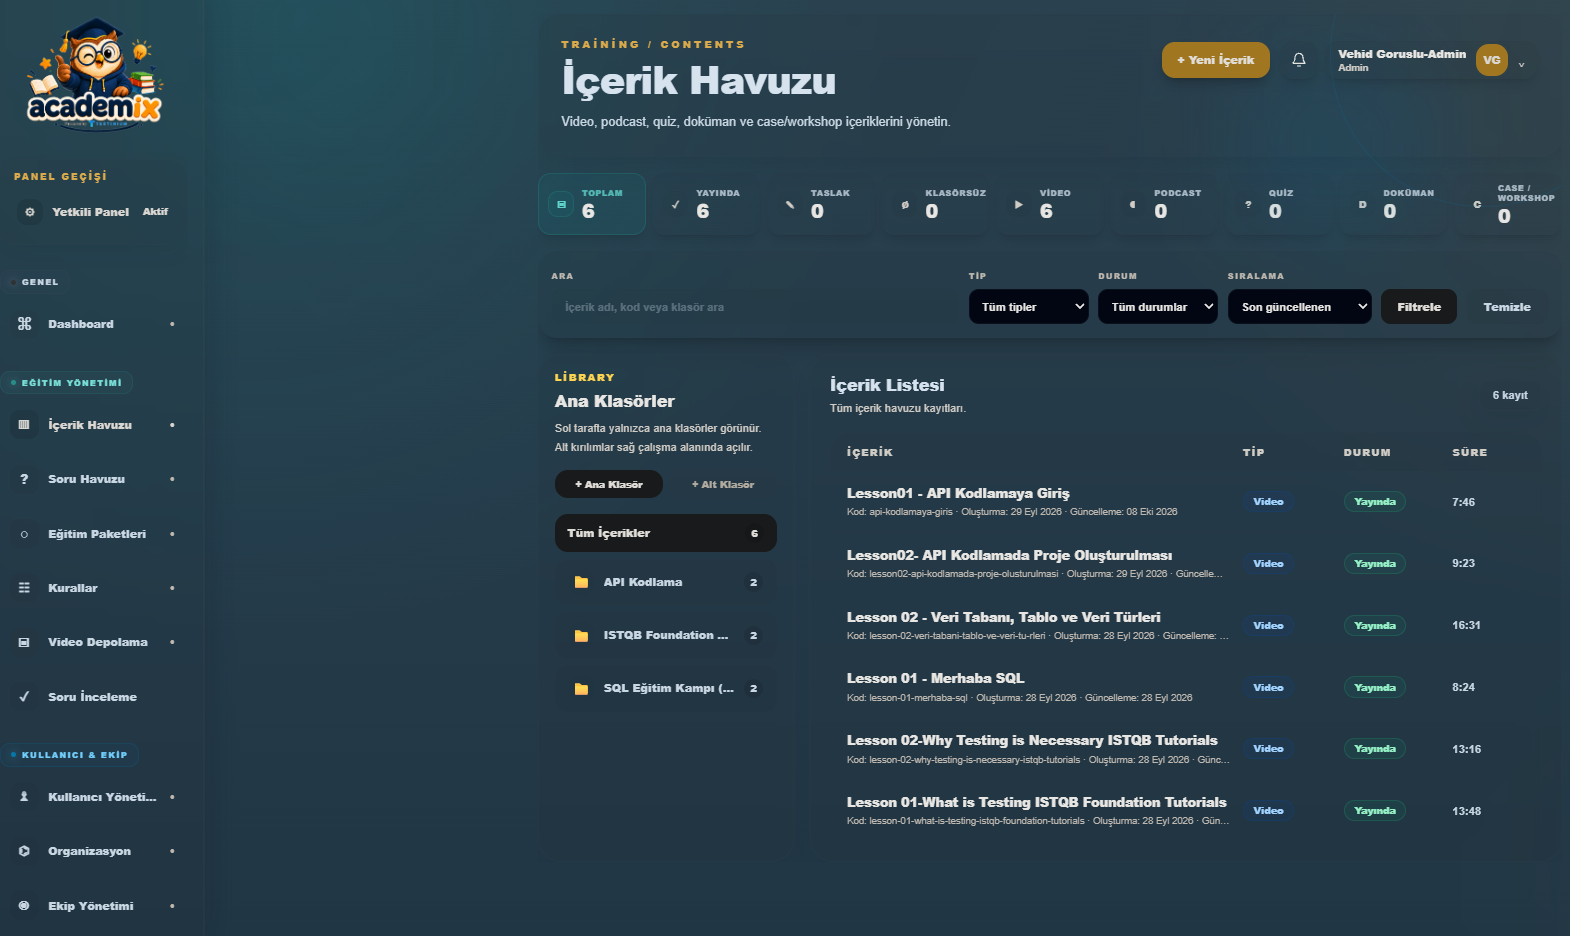 academix
PANEL GEÇİŞİ
Yetkili Panel Aktif
GENEL
Dashboard
EĞİTİM YÖNETİMİ
İçerik Havuzu
Soru Havuzu
Eğitim Paketleri
Kurallar
Video Depolama
Soru İnceleme
KULLANICI & EKİP
Kullanıcı Yöneti...
Organizasyon
Ekip Yönetimi
TRAİNİNG / CONTENTS
İçerik Havuzu
Video, podcast, quiz, doküman ve case/workshop içeriklerini yönetin.
+ Yeni İçerik
Vehid Goruslu-Admin
Admin
VG
TOPLAM
6
YAYINDA
6
TASLAK
0
KLASÖRSÜZ
0
VİDEO
6
PODCAST
0
QUİZ
0
DOKÜMAN
0
CASE / WORKSHOP
0
ARA
İçerik adı, kod veya klasör ara
TİP
Tüm tipler
DURUM
Tüm durumlar
SIRALAMA
Son güncellenen
Filtrele
Temizle
LİBRARY
Ana Klasörler
Sol tarafta yalnızca ana klasörler görünür.
Alt kırılımlar sağ çalışma alanında açılır.
+ Ana Klasör
+ Alt Klasör
Tüm İçerikler 6
API Kodlama 2
ISTQB Foundation ... 2
SQL Eğitim Kampı (... 2
İçerik Listesi
Tüm içerik havuzu kayıtları.
6 kayıt
İÇERİK TİP DURUM SÜRE
Lesson01 - API Kodlamaya Giriş
Kod: api-kodlamaya-giris · Oluşturma: 29 Eyl 2026 · Güncelleme: 08 Eki 2026
Video Yayında 7:46
Lesson02- API Kodlamada Proje Oluşturulması
Kod: lesson02-api-kodlamada-proje-olusturulmasi · Oluşturma: 29 Eyl 2026 · Güncelle...
Video Yayında 9:23
Lesson 02 - Veri Tabanı, Tablo ve Veri Türleri
Kod: lesson-02-veri-tabani-tablo-ve-veri-tu-rleri · Oluşturma: 28 Eyl 2026 · Güncelleme: ...
Video Yayında 16:31
Lesson 01 - Merhaba SQL
Kod: lesson-01-merhaba-sql · Oluşturma: 28 Eyl 2026 · Güncelleme: 28 Eyl 2026
Video Yayında 8:24
Lesson 02-Why Testing is Necessary ISTQB Tutorials
Kod: lesson-02-why-testing-is-necessary-istqb-tutorials · Oluşturma: 28 Eyl 2026 · Günc...
Video Yayında 13:16
Lesson 01-What is Testing ISTQB Foundation Tutorials
Kod: lesson-01-what-is-testing-istqb-foundation-tutorials · Oluşturma: 28 Eyl 2026 · Gün...
Video Yayında 13:48